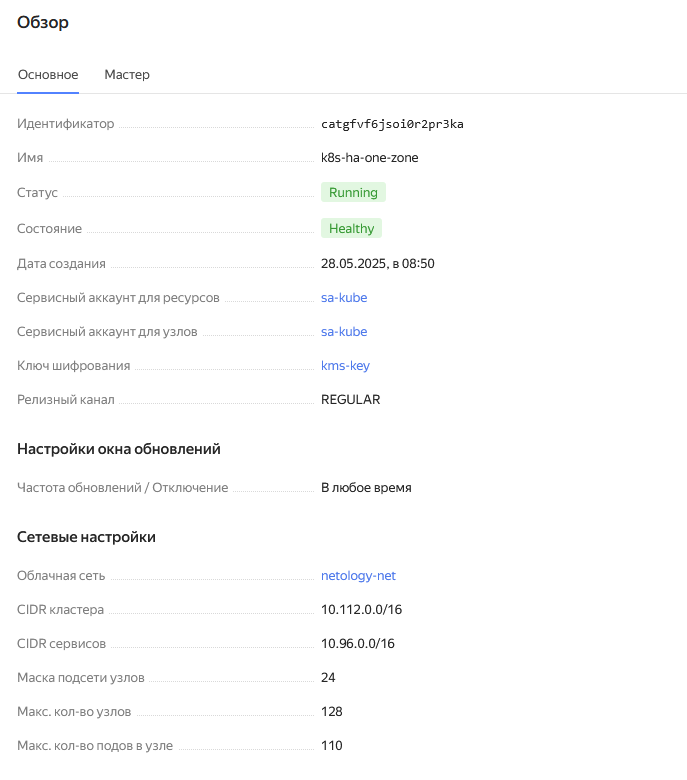 Обзор
Основное Мастер
Идентификатор catgfvf6jsoi0r2pr3ka
Имя k8s-ha-one-zone
Статус Running
Состояние Healthy
Дата создания 28.05.2025, в 08:50
Сервисный аккаунт для ресурсов sa-kube
Сервисный аккаунт для узлов sa-kube
Ключ шифрования kms-key
Релизный канал REGULAR
Настройки окна обновлений
Частота обновлений / Отключение В любое время
Сетевые настройки
Облачная сеть netology-net
CIDR кластера 10.112.0.0/16
CIDR сервисов 10.96.0.0/16
Маска подсети узлов 24
Макс. кол-во узлов 128
Макс. кол-во подов в узле 110